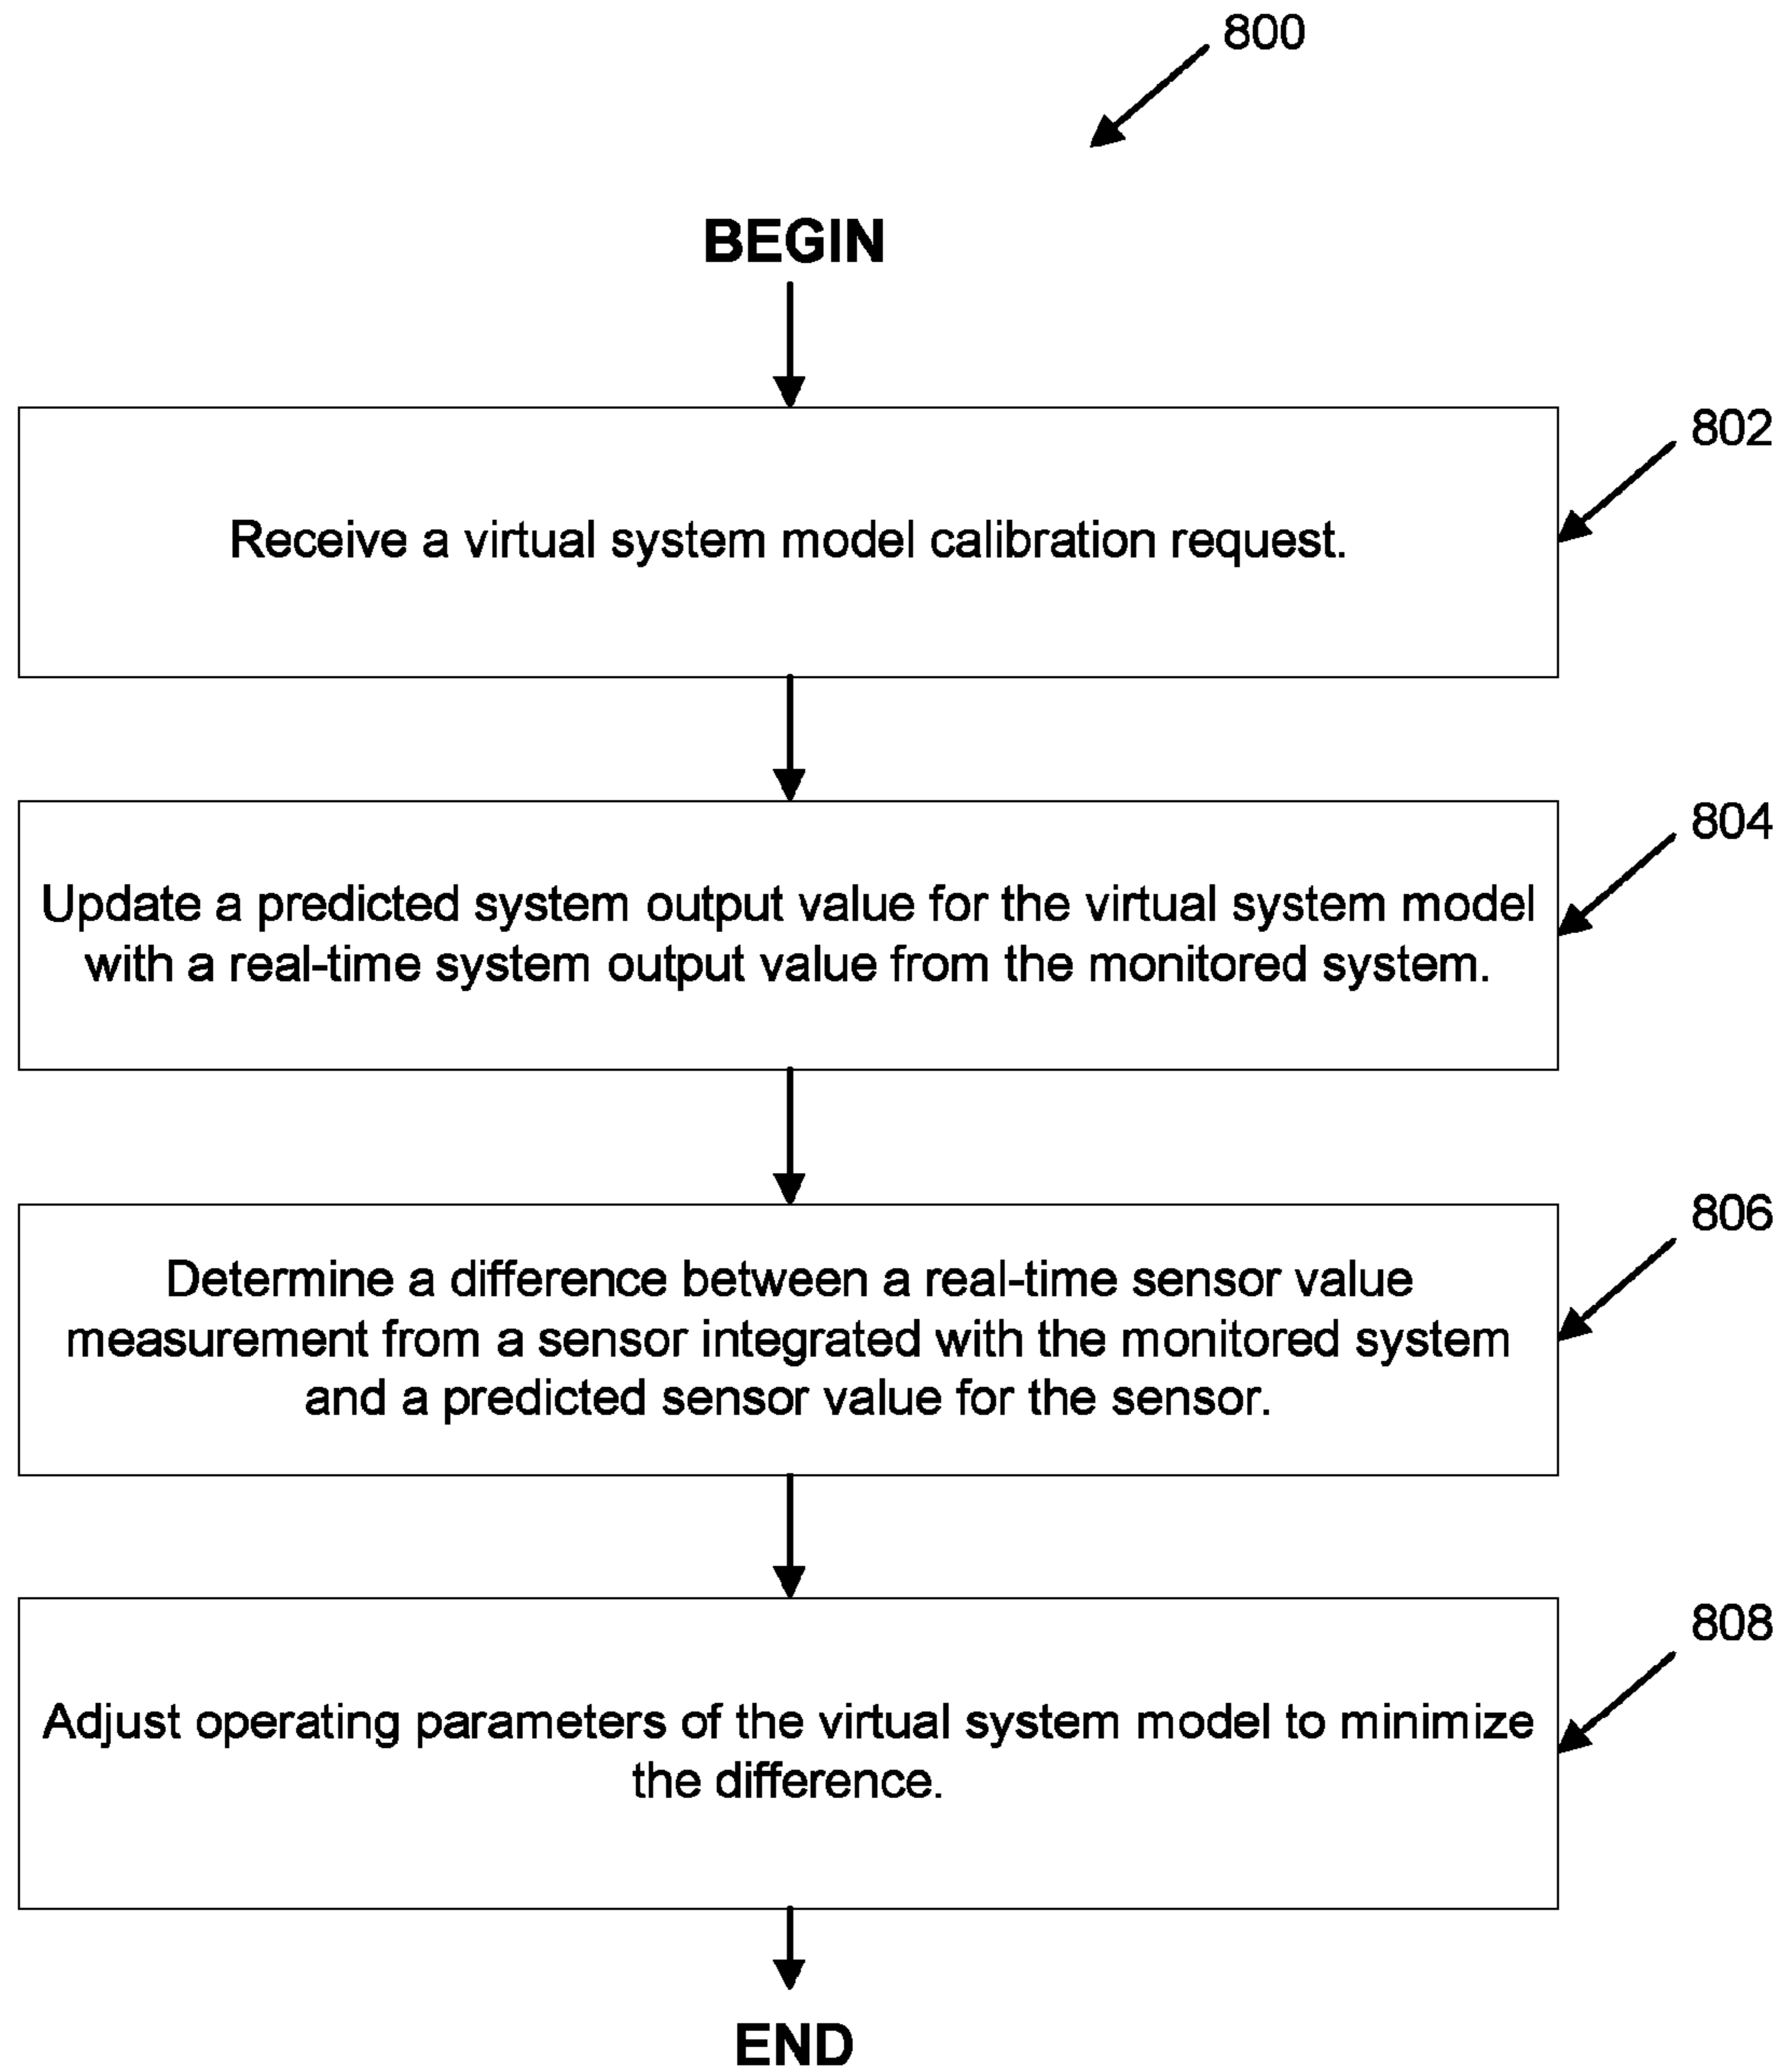 800
BEGIN
802
Receive a virtual system model calibration request.
804
Update a predicted system output value for the virtual system model
with a real-time system output value from the monitored system.
806
Determine a difference between a real-time sensor value
measurement from a sensor integrated with the monitored system
and a predicted sensor value for the sensor.
808
Adjust operating parameters of the virtual system model to minimize
the difference.
END